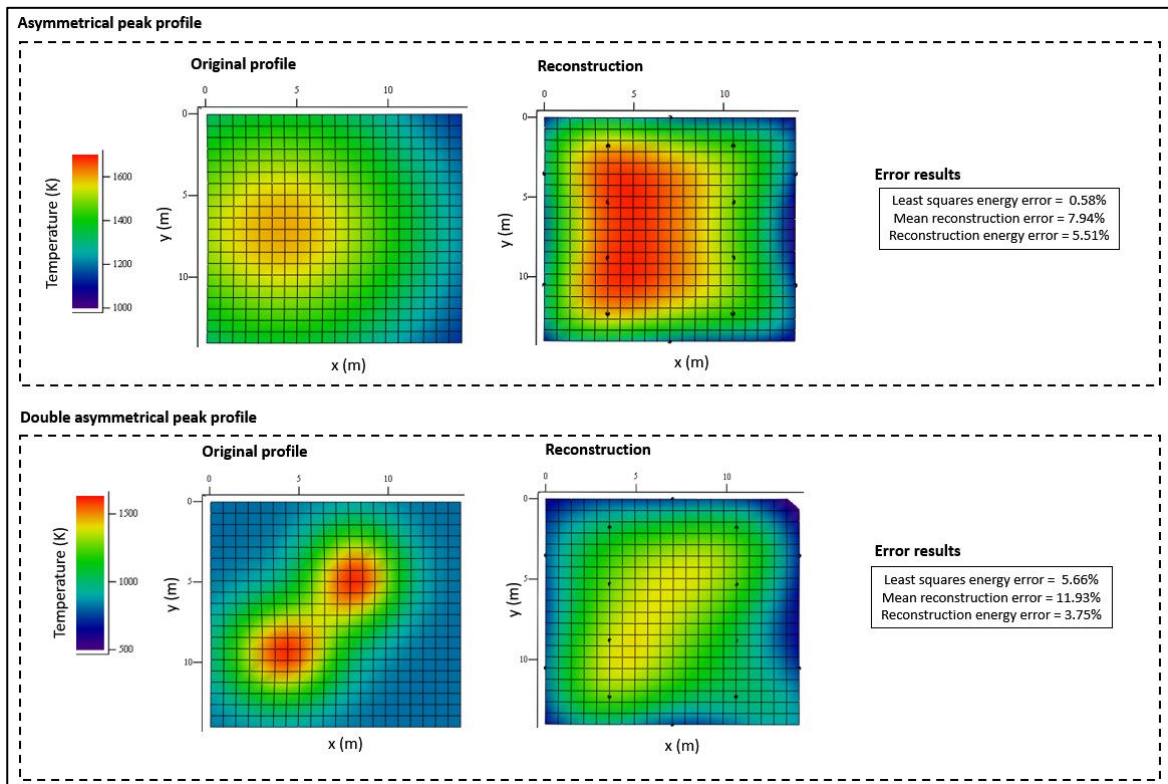 Asymmetrical peak profile
Original profile
Reconstruction
0 5 10
0 5 10
0
5
10
y (m)
x (m)
Temperature (K)
1600
1400
1200
1000
0
5
10
y (m)
x (m)
Error results
Least squares energy error = 0.58%
Mean reconstruction error = 7.94%
Reconstruction energy error = 5.51%
Double asymmetrical peak profile
Original profile
Reconstruction
0 5 10
0 5 10
Temperature (K)
1500
1000
500
0
5
10
y (m)
x (m)
0
5
10
y (m)
x (m)
Error results
Least squares energy error = 5.66%
Mean reconstruction error = 11.93%
Reconstruction energy error = 3.75%